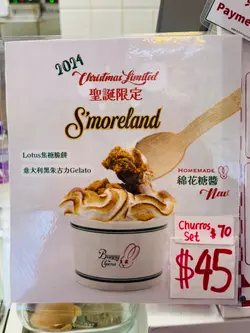 Payme
2024
Christmas Limited
聖誕限定
S'moreland
Lotus焦糖脆餅
意大利黑朱古力Gelato
HOMEMADE
綿花糖醬
New
Churros
Set $70
$45